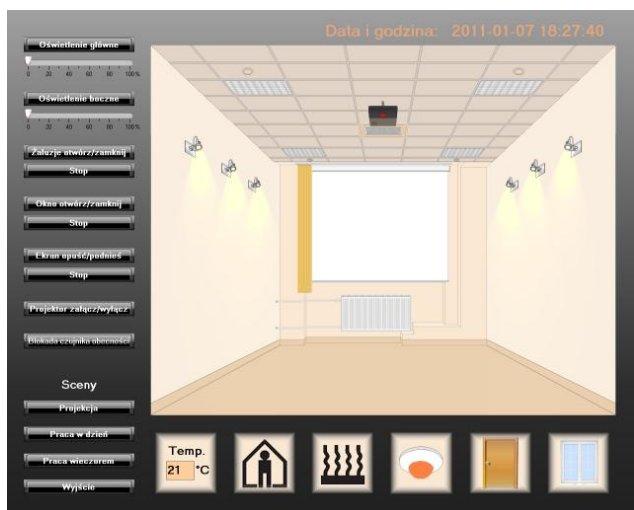 Data i godzina: 2011-01-07 18:27:40
Oświetlenie główne
0 20 40 60 80 100%
Oświetlenie boczne
0 20 40 60 80 100%
Żaluzje otwórz/zamknij
Stop
Okno otwórz/zamknij
Stop
Ekran opuść/podnieś
Stop
Projektor załącz/wyłącz
Blokada czujnika obecności
Sceny
Projekcja
Praca w dzień
Praca wieczorem
Wyjście
Temp.
21 °C